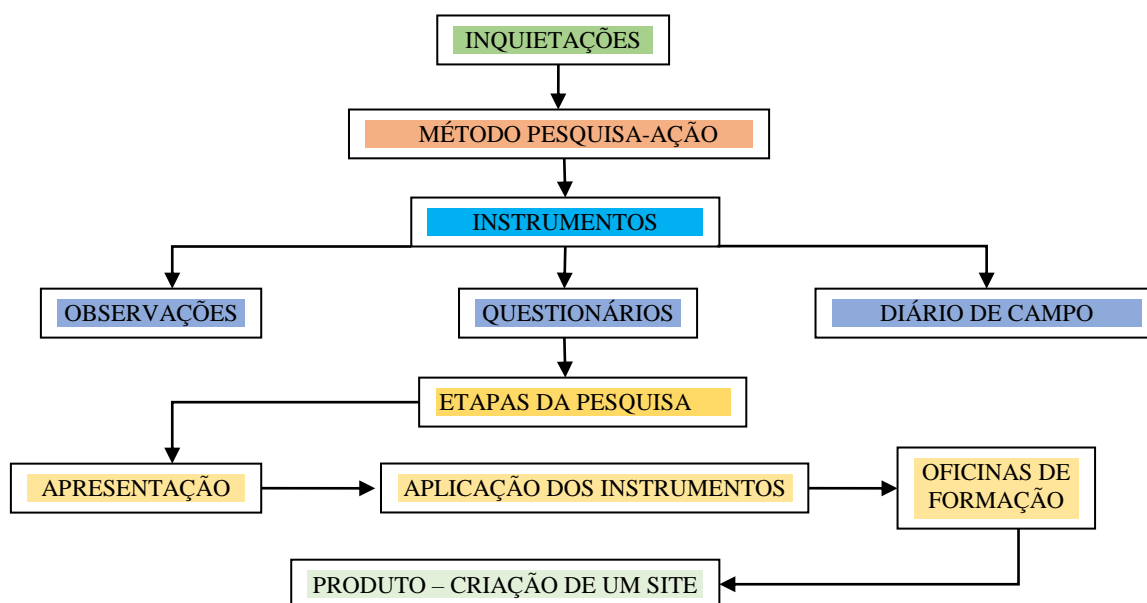 INQUIETAÇÕES
MÉTODO PESQUISA-AÇÃO
INSTRUMENTOS
OBSERVAÇÕES
QUESTIONÁRIOS
DIÁRIO DE CAMPO
ETAPAS DA PESQUISA
APRESENTAÇÃO
APLICAÇÃO DOS INSTRUMENTOS
OFICINAS DE
FORMAÇÃO
PRODUTO – CRIAÇÃO DE UM SITE